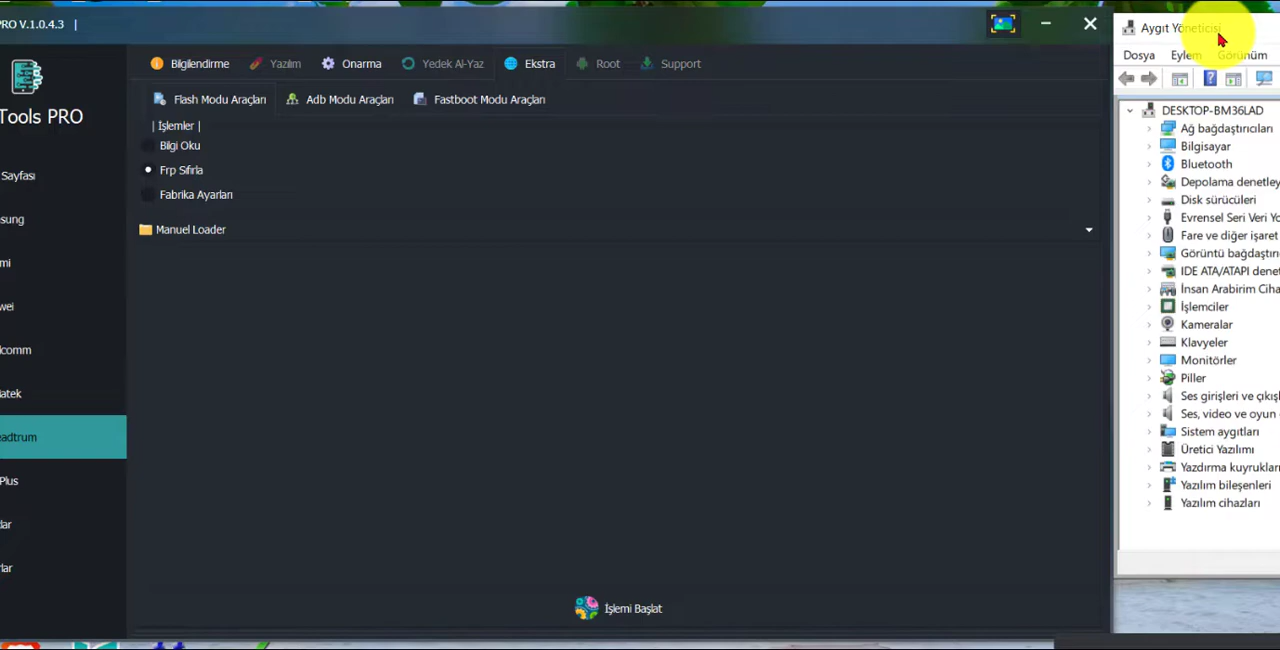 PRO V.1.0.4.3 |
Tools PRO
Sayfası
sung
mi
wei
lcomm
atek
eadtrum
Plus
lar
lar
Bilgilendirme
Yazılım
Onarma
Yedek Al-Yaz
Ekstra
Root
Support
Flash Modu Araçları
Adb Modu Araçları
Fastboot Modu Araçları
| İşlemler |
Bilgi Oku
Frp Sıfırla
Fabrika Ayarları
Manuel Loader
İşlemi Başlat
Aygıt Yöneticisi
Dosya Eylem Görünüm
DESKTOP-BM36LAD
Ağ bağdaştırıcıları
Bilgisayar
Bluetooth
Depolama denetley
Disk sürücüleri
Evrensel Seri Veri Yo
Fare ve diğer işaret
Görüntü bağdaştırı
IDE ATA/ATAPI denet
İnsan Arabirim Ciha
İşlemciler
Kameralar
Klavyeler
Monitörler
Piller
Ses girişleri ve çıkışl
Ses, video ve oyun
Sistem aygıtları
Üretici Yazılımı
Yazdırma kuyrukları
Yazılım bileşenleri
Yazılım cihazları